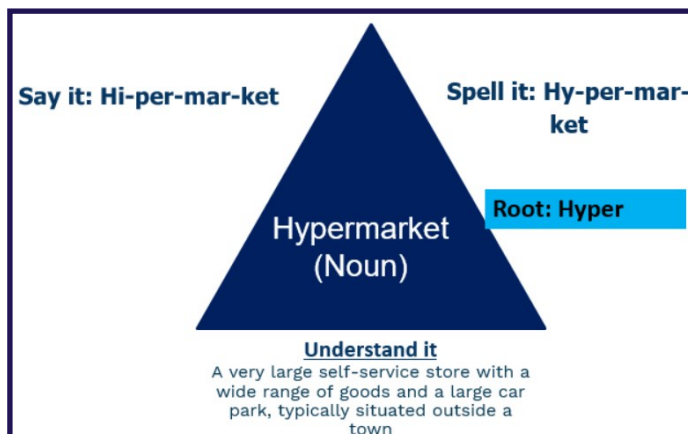 Say it: Hi-per-mar-ket
Spell it: Hy-per-mar-
ket
Root: Hyper
Hypermarket
(Noun)
Understand it
A very large self-service store with a
wide range of goods and a large car
park, typically situated outside a
town